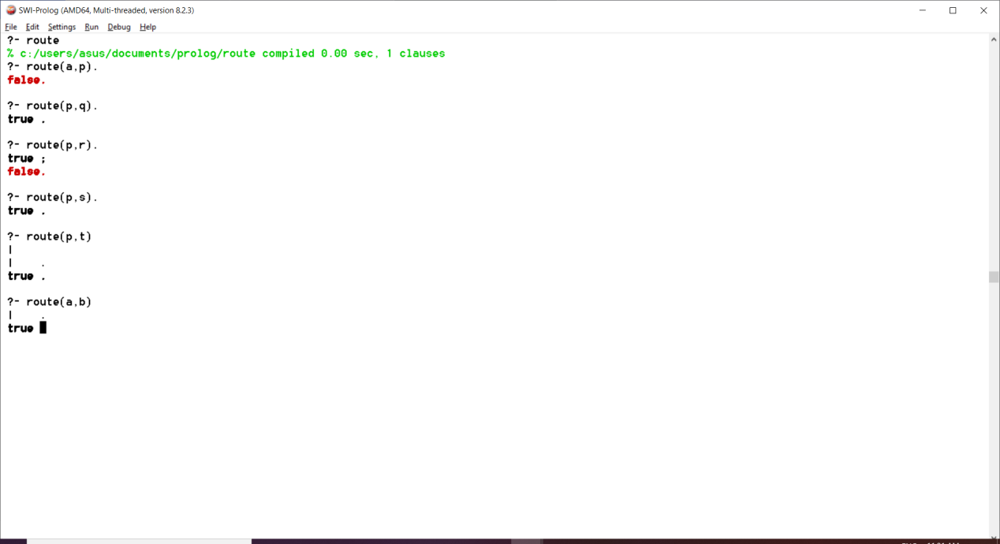 SWI-Prolog (AMD64, Multi-threaded, version 8.2.3)
File Edit Settings Run Debug Help
?- route
% c:/users/asus/documents/prolog/route compiled 0.00 sec, 1 clauses
?- route(a,p).
false.
?- route(p,q).
true .
?- route(p,r).
true ;
false.
?- route(p,s).
true .
?- route(p,t)
|
| .
true .
?- route(a,b)
| .
true